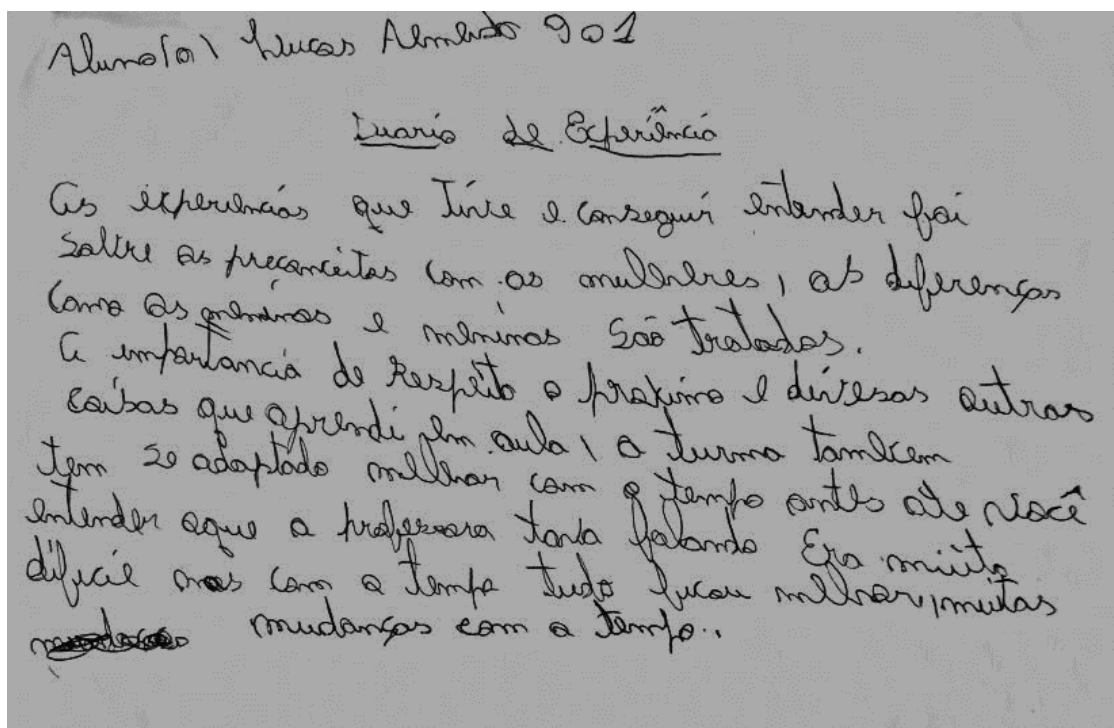 Aluno(a) Lucas Almeida 901
Diario de Experiência
As experiencias que tive e consegui entender foi
sobre os preconceitos com as mulheres, as diferenças
como as meninas e meninos são tratados.
A importancia de Respeito o proximo e diversas outras
coisas que aprendi em aula, a turma tambem
tem se adaptado melhor com o tempo antes ate você
entender oque a professora tava falando Era muito
dificil mas com o tempo tudo ficou melhor, muitas
mudanças com o tempo..